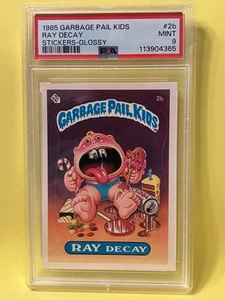 1985 GARBAGE PAIL KIDS #2b
RAY DECAY MINT
STICKERS-GLOSSY 9
PSA 113904365
2b
GARBAGE PAIL KIDS
RAY DECAY